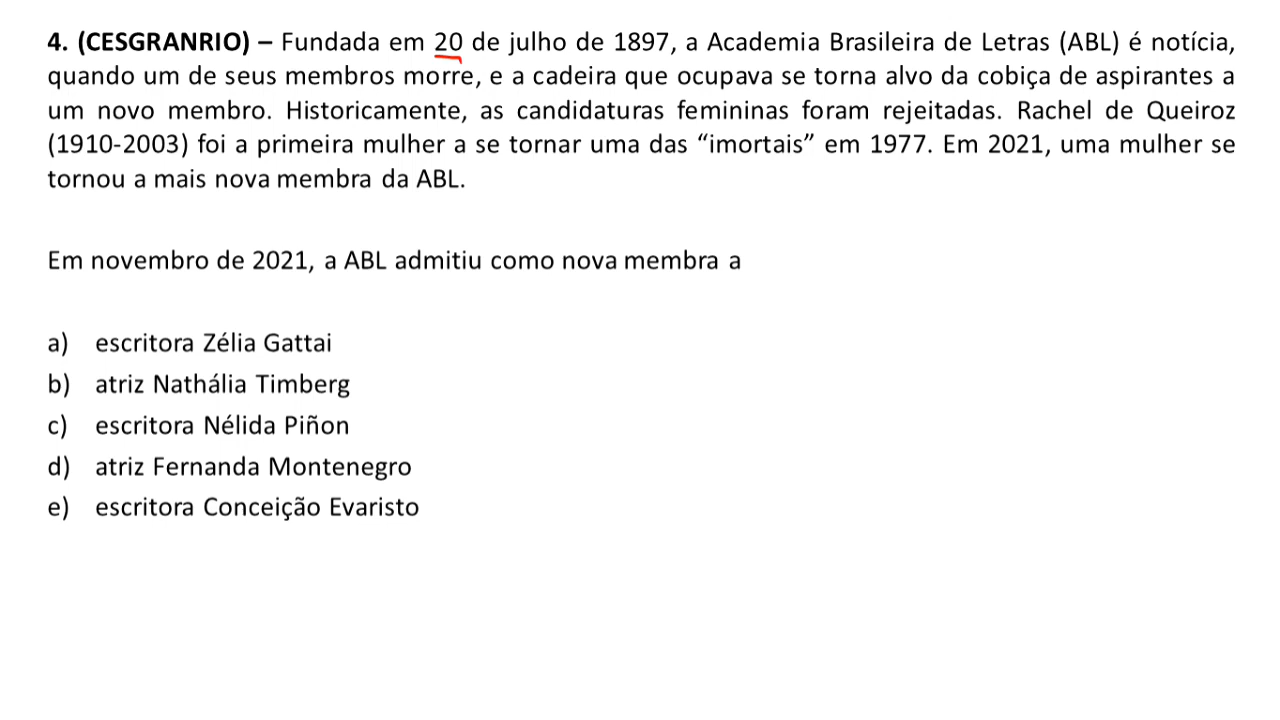 4. (CESGRANRIO) – Fundada em 20 de julho de 1897, a Academia Brasileira de Letras (ABL) é notícia,
quando um de seus membros morre, e a cadeira que ocupava se torna alvo da cobiça de aspirantes a
um novo membro. Historicamente, as candidaturas femininas foram rejeitadas. Rachel de Queiroz
(1910-2003) foi a primeira mulher a se tornar uma das “imortais” em 1977. Em 2021, uma mulher se
tornou a mais nova membra da ABL.
Em novembro de 2021, a ABL admitiu como nova membra a
a) escritora Zélia Gattai
b) atriz Nathália Timberg
c) escritora Nélida Piñon
d) atriz Fernanda Montenegro
e) escritora Conceição Evaristo